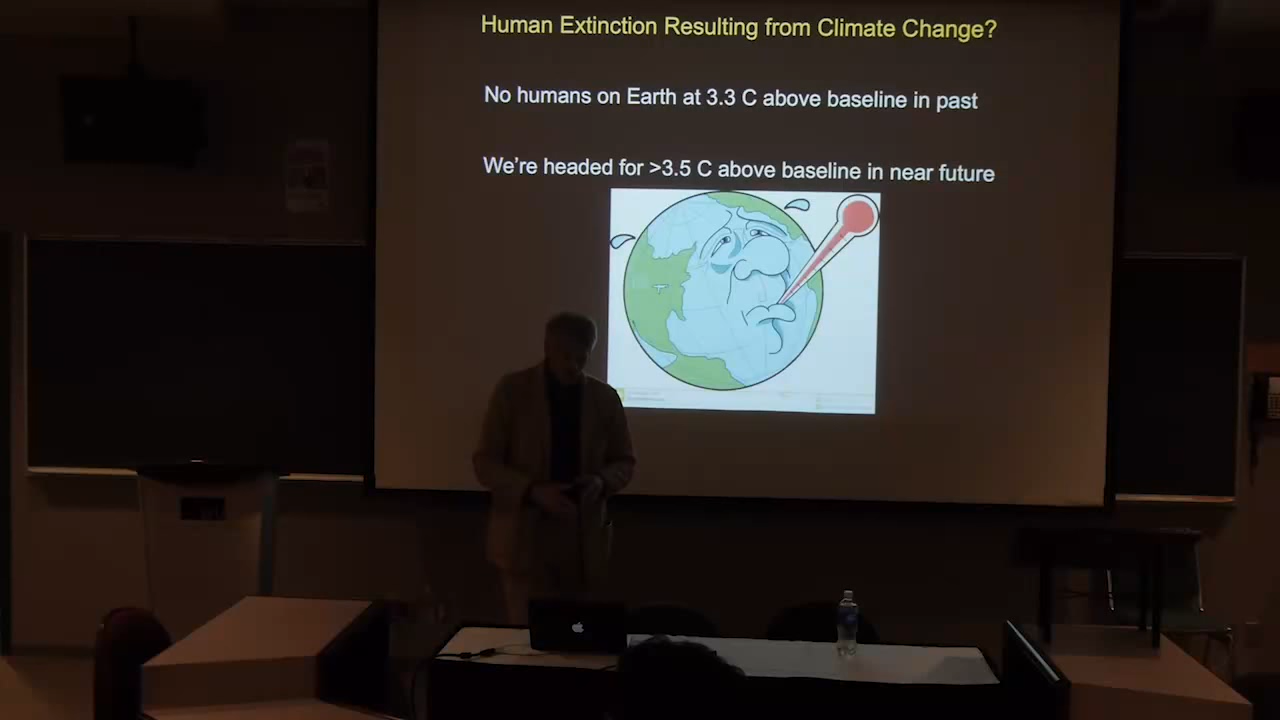 Human Extinction Resulting from Climate Change?
No humans on Earth at 3.3 C above baseline in past
We're headed for >3.5 C above baseline in near future